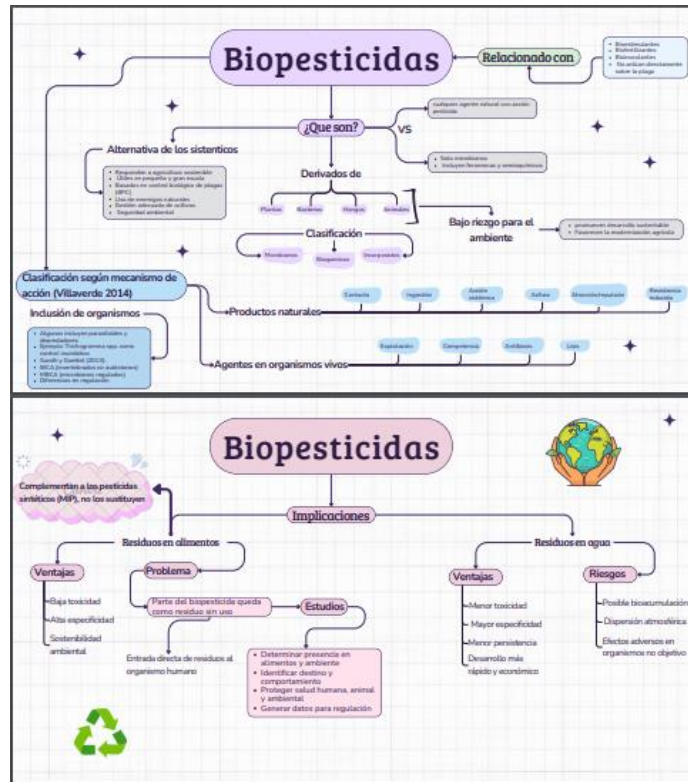 Biopesticidas
Relacionado con
Bioestimulantes
Biofertilizantes
Bioinoculantes
No actúan directamente
sobre la plaga
¿Que son?
VS
cualquier agente natural con acción
pesticida
Solo microbianos
Incluyen feromonas y semioquímicos
Alternativa de los sistenticos
Responden a agricultura sostenible
Útiles en pequeña y gran escala
Basados en control biológico de plagas
(BPC)
Uso de enemigos naturales
Gestión adecuada de cultivos
Seguridad ambiental
Derivados de
Plantas
Bacterias
Hongos
Animales
Bajo riezgo para el
ambiente
promueven desarrollo sustentable
Favorecen la modernización agrícola
Clasificación
Microbianos
Bioquímicos
Incorporados
Clasificación según mecanismo de
acción (Villaverde 2014)
Productos naturales
Contacto
Ingestión
Acción
sistémica
Asfixia
Atracción/repulsión
Resistencia
inducida
Inclusión de organismos
Algunos incluyen parasitoides y
depredadores
Ejemplo: Trichogramma spp. como
control inundativo
(2013):
IBCA (invertebrados no autóctonos)
MBCA (microbianos regulados)
Diferencias en regulación
Agentes en organismos vivos
Explotación
Competencia
Antibiosis
Lisis
Biopesticidas
Complementan a los pesticidas
sintéticos (MIP), no los sustituyen
Implicaciones
Residuos en alimentos
Residuos en agua
Ventajas
Baja toxicidad
Alta especificidad
Sostenibilidad
ambiental
Problema
Parte del biopesticida queda
como residuo sin uso
Entrada directa de residuos al
organismo humano
Estudios
Determinar presencia en
alimentos y ambiente
Identificar destino y
comportamiento
Proteger salud humana, animal
y ambiental
Generar datos para regulación
Ventajas
Menor toxicidad
Mayor especificidad
Menor persistencia
Desarrollo más
rápido y económico
Riesgos
Posible bioacumulación
Dispersión atmosférica
Efectos adversos en
organismos no objetivo